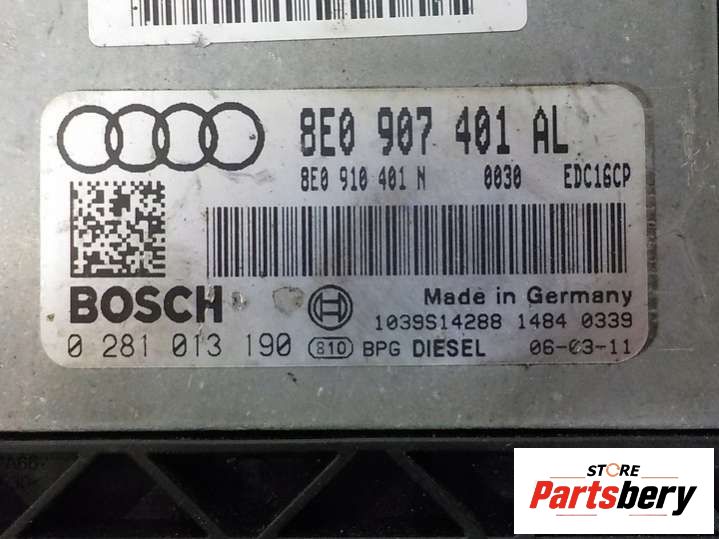 8E0 907 401 AL
8E0 910 401 N 0030 EDC16CP
BOSCH
Made in Germany
1039S14288 1484 0339
0 281 013 190 810 BPG DIESEL 06-03-11
STORE
Partsbery